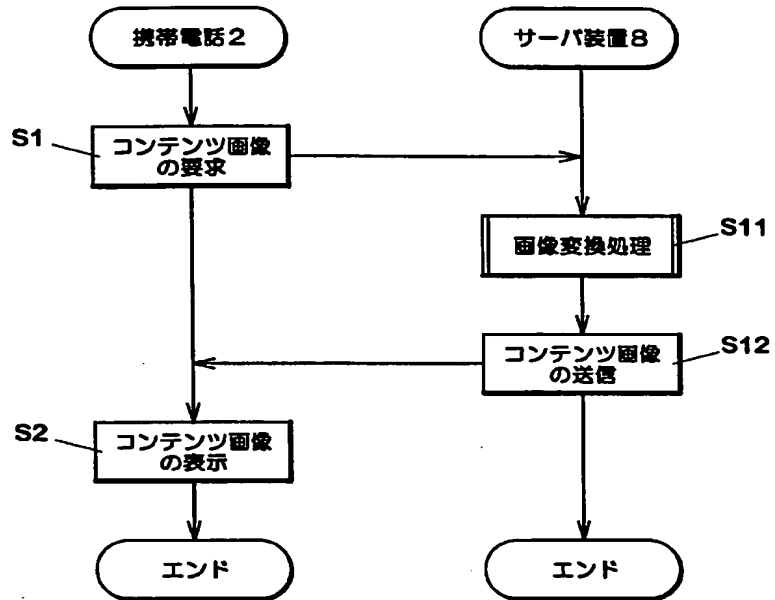 携帯電話2
サーバ装置8
S1
コンテンツ画像
の要求
画像変換処理
S11
コンテンツ画像
の送信
S12
S2
コンテンツ画像
の表示
エンド
エンド